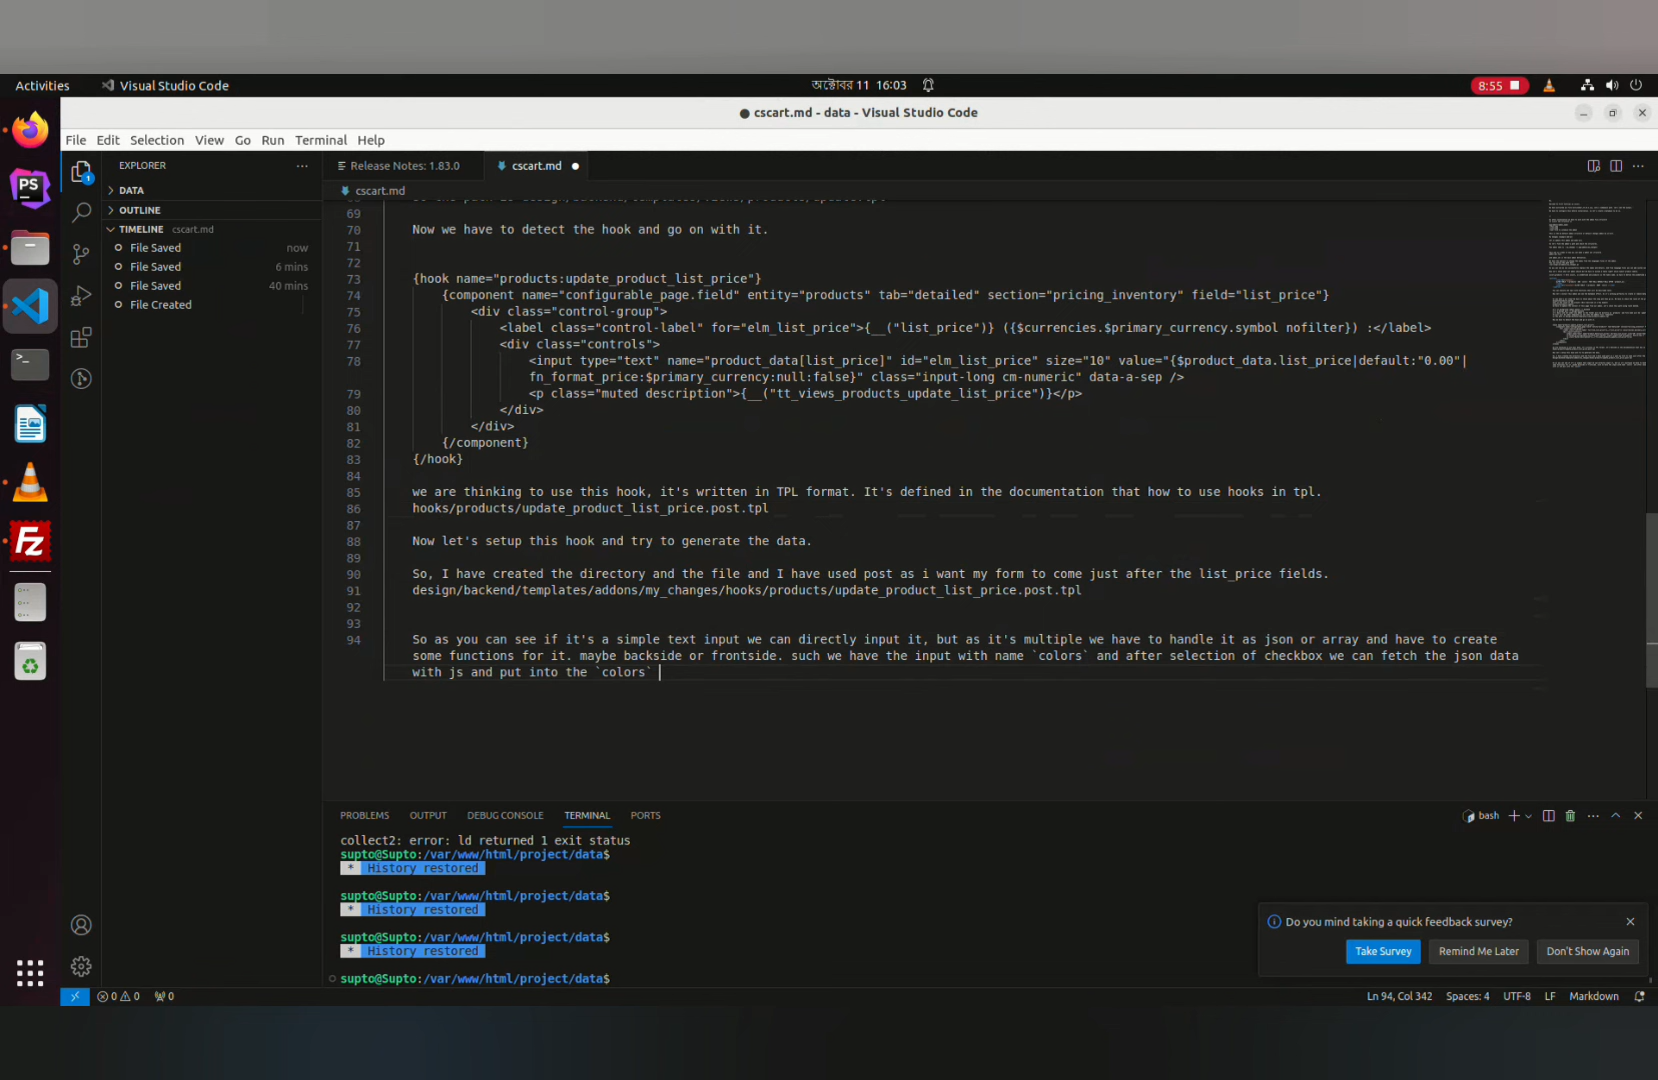 Activities
Visual Studio Code
অক্টোবর 11 16:03
8:55
cscart.md - data - Visual Studio Code
File Edit Selection View Go Run Terminal Help
EXPLORER
Release Notes: 1.83.0
cscart.md
DATA
cscart.md
OUTLINE
TIMELINE cscart.md
File Saved now
File Saved 6 mins
File Saved 40 mins
File Created
69
70 Now we have to detect the hook and go on with it.
71
72
73 {hook name="products:update_product_list_price"}
74 {component name="configurable_page.field" entity="products" tab="detailed" section="pricing_inventory" field="list_price"}
75 <div class="control-group">
76 <label class="control-label" for="elm_list_price">{__("list_price")} ({$currencies.$primary_currency.symbol nofilter}) :</label>
77 <div class="controls">
78 <input type="text" name="product_data[list_price]" id="elm_list_price" size="10" value="{$product_data.list_price|default:"0.00"|
fn_format_price:$primary_currency:null:false}" class="input-long cm-numeric" data-a-sep />
79 <p class="muted description">{__("tt_views_products_update_list_price")}</p>
80 </div>
81 </div>
82 {/component}
83 {/hook}
84
85 we are thinking to use this hook, it's written in TPL format. It's defined in the documentation that how to use hooks in tpl.
86 hooks/products/update_product_list_price.post.tpl
87
88 Now let's setup this hook and try to generate the data.
89
90 So, I have created the directory and the file and I have used post as i want my form to come just after the list_price fields.
91 design/backend/templates/addons/my_changes/hooks/products/update_product_list_price.post.tpl
92
93
94 So as you can see if it's a simple text input we can directly input it, but as it's multiple we have to handle it as json or array and have to create
some functions for it. maybe backside or frontside. such we have the input with name `colors` and after selection of checkbox we can fetch the json data
with js and put into the `colors`
PROBLEMS OUTPUT DEBUG CONSOLE TERMINAL PORTS
bash
collect2: error: ld returned 1 exit status
supto@Supto:/var/www/html/project/data$
* History restored
supto@Supto:/var/www/html/project/data$
* History restored
supto@Supto:/var/www/html/project/data$
* History restored
supto@Supto:/var/www/html/project/data$
Do you mind taking a quick feedback survey?
Take Survey Remind Me Later Don't Show Again
0 0 0
Ln 94, Col 342 Spaces: 4 UTF-8 LF Markdown
PS
Fz
1